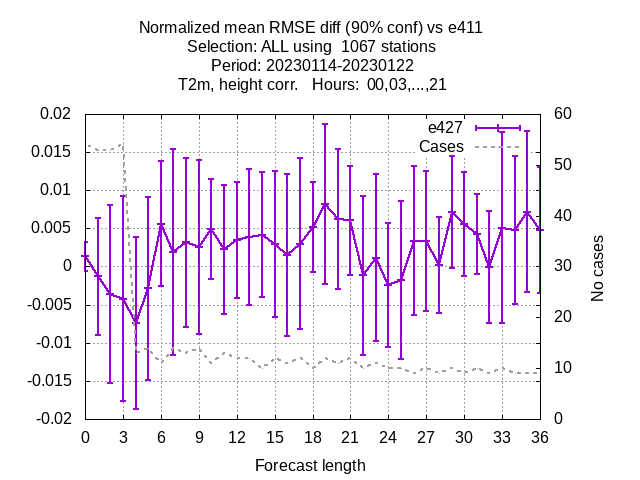 Normalized mean RMSE diff (90% conf) vs e411
Selection: ALL using  1067 stations
Period: 20230114-20230122
T2m, height corr.   Hours:  00,03,...,21
e427
Cases
0.02
0.015
0.01
0.005
0
-0.005
-0.01
-0.015
-0.02
60
50
40
30
20
10
0
No cases
0 3 6 9 12 15 18 21 24 27 30 33 36
Forecast length